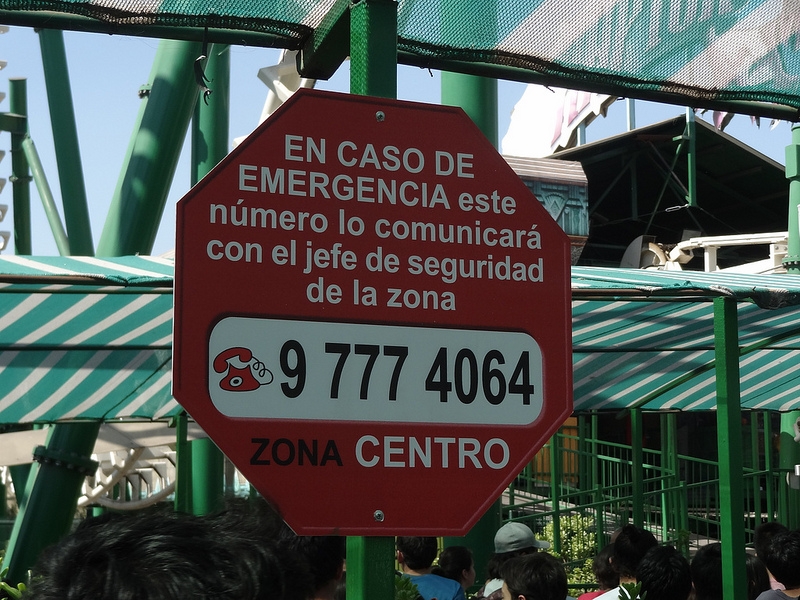 EN CASO DE
EMERGENCIA este
número lo comunicará
con el jefe de seguridad
de la zona
9 777 4064
ZONA CENTRO